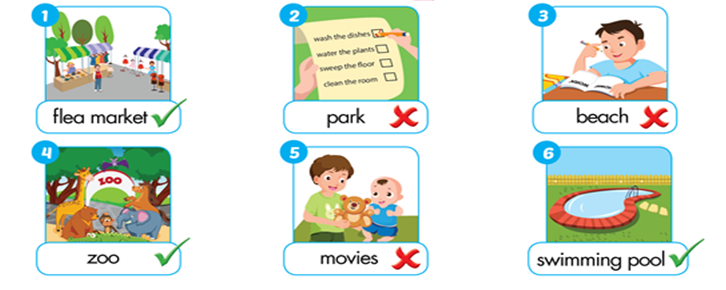 1
flea market
2
wash the dishes
water the plants
sweep the floor
clean the room
park
3
beach
4
ZOO
zoo
5
movies
6
swimming pool